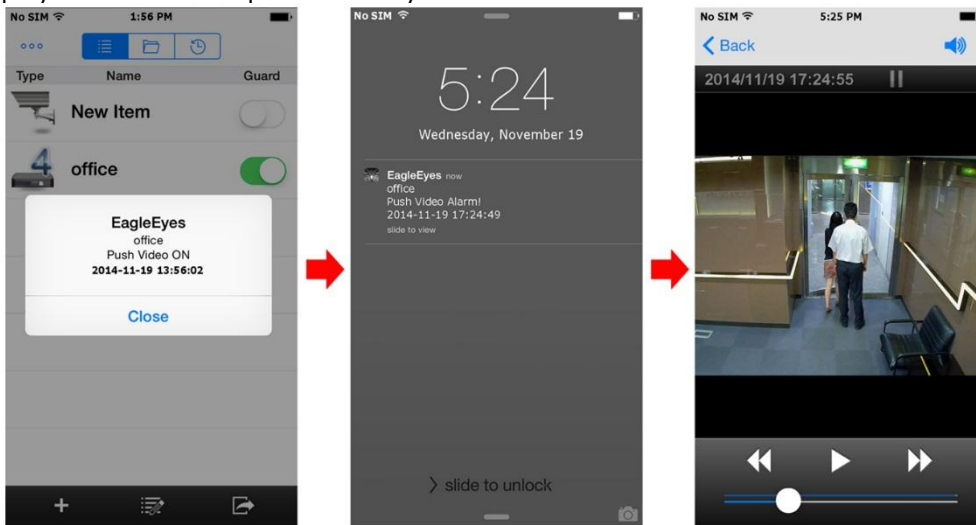 No SIM 1:56 PM
Type Name Guard
New Item
4
office
EagleEyes
office
Push Video ON
2014-11-19 13:56:02
Close
No SIM
5:24
Wednesday, November 19
EagleEyes now
office
Push Video Alarm!
2014-11-19 17:24:49
slide to view
> slide to unlock
No SIM 5:25 PM
Back
2014/11/19 17:24:55